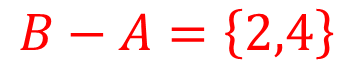 B − A = {2,4}